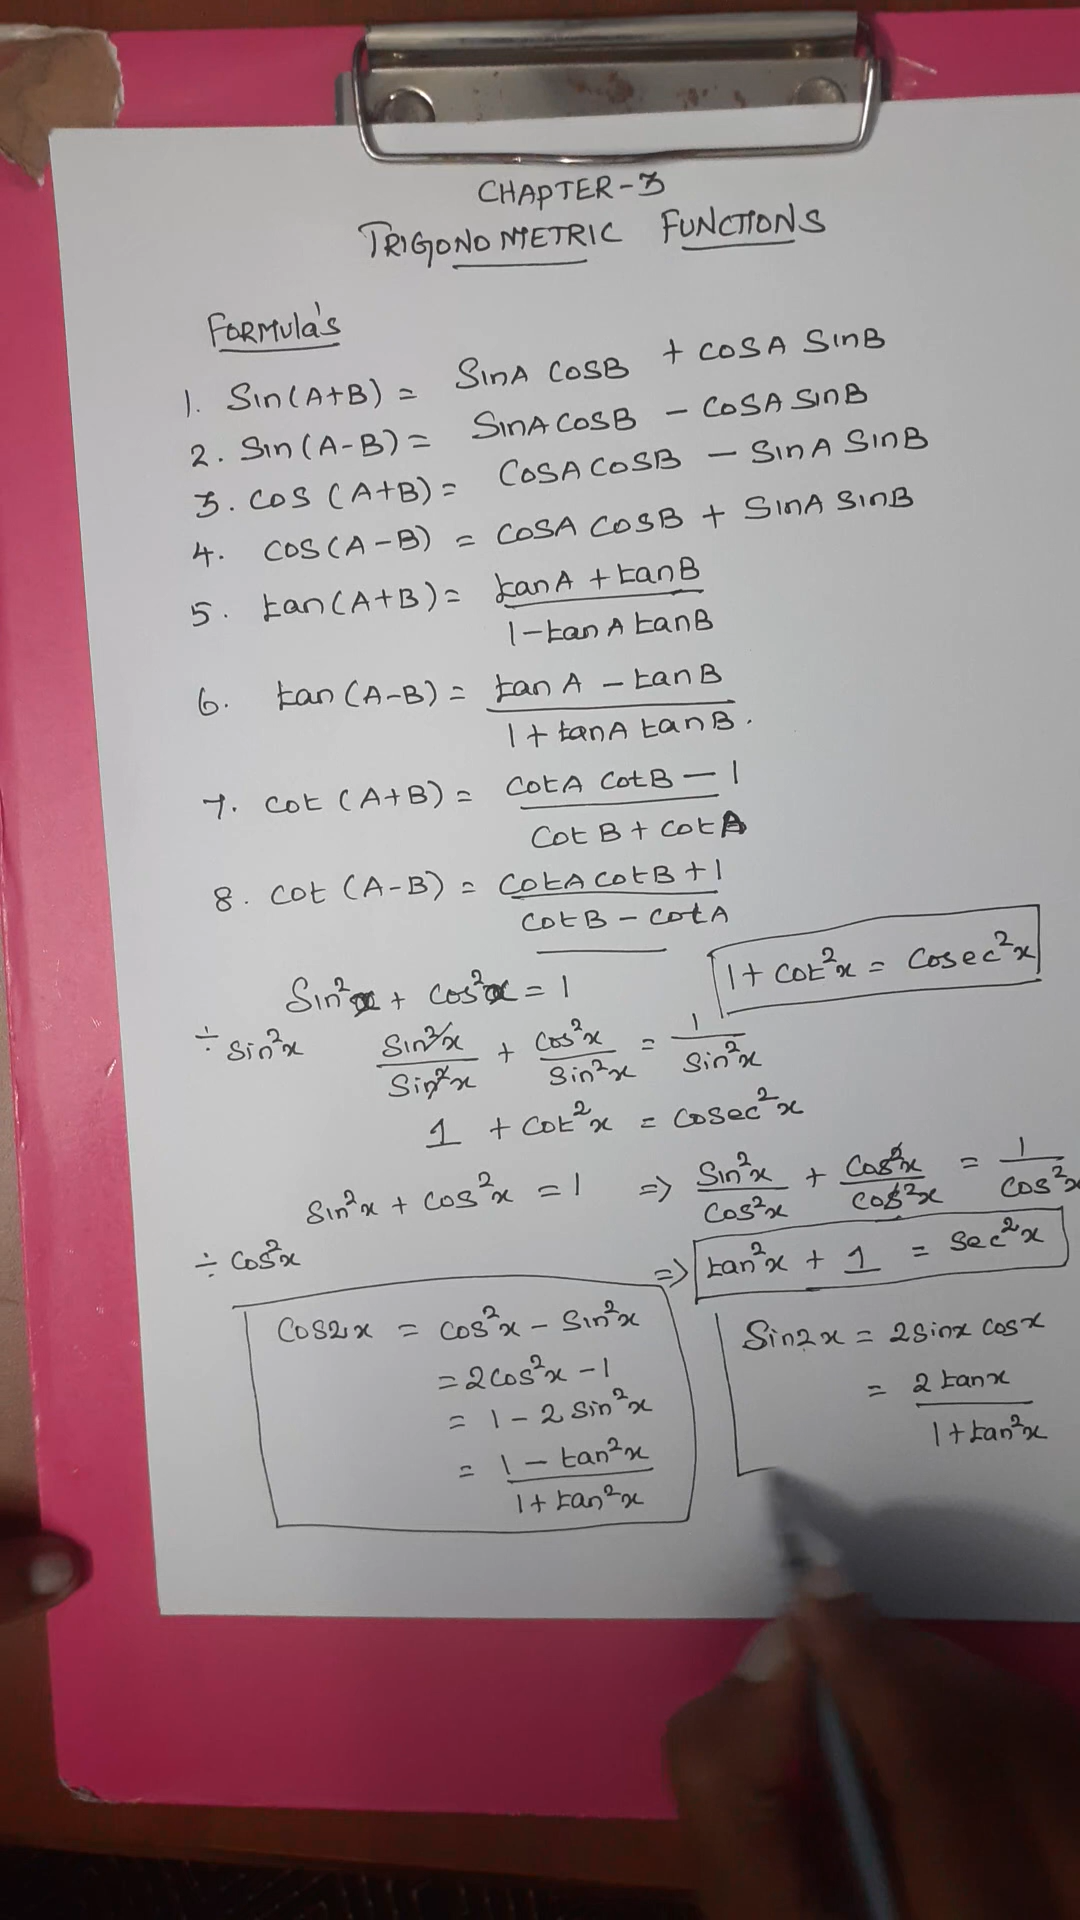 CHAPTER-3
TRIGONOMETRIC FUNCTIONS
FORMULA'S
1. Sin(A+B) = SinA CosB + CosA SinB
2. Sin(A-B) = SinA CosB - CosA SinB
3. Cos (A+B) = CosA CosB - SinA SinB
4. Cos(A-B) = CosA CosB + SinA SinB
5. tan(A+B) = tanA + tanB
1-tanA tanB
6. tan(A-B) = tanA - tanB
1+tanA tanB.
7. Cot (A+B) = CotA CotB - 1
CotB + CotA
8. Cot (A-B) = CotA CotB + 1
CotB - CotA
1 + Cot²x = Cosec²x
Sin²x + Cos²x = 1
÷ Sin²x Sin²x/Sin²x + Cos²x/Sin²x = 1/Sin²x
1 + Cot²x = Cosec²x
Sin²x + Cos²x = 1 => Sin²x/Cos²x + Cos²x/Cos²x = 1/Cos²x
÷ Cos²x
=> tan²x + 1 = Sec²x
Cos2x = Cos²x - Sin²x
= 2Cos²x - 1
= 1 - 2Sin²x
= 1 - tan²x
1 + tan²x
Sin2x = 2Sinx Cosx
= 2tanx
1+tan²x